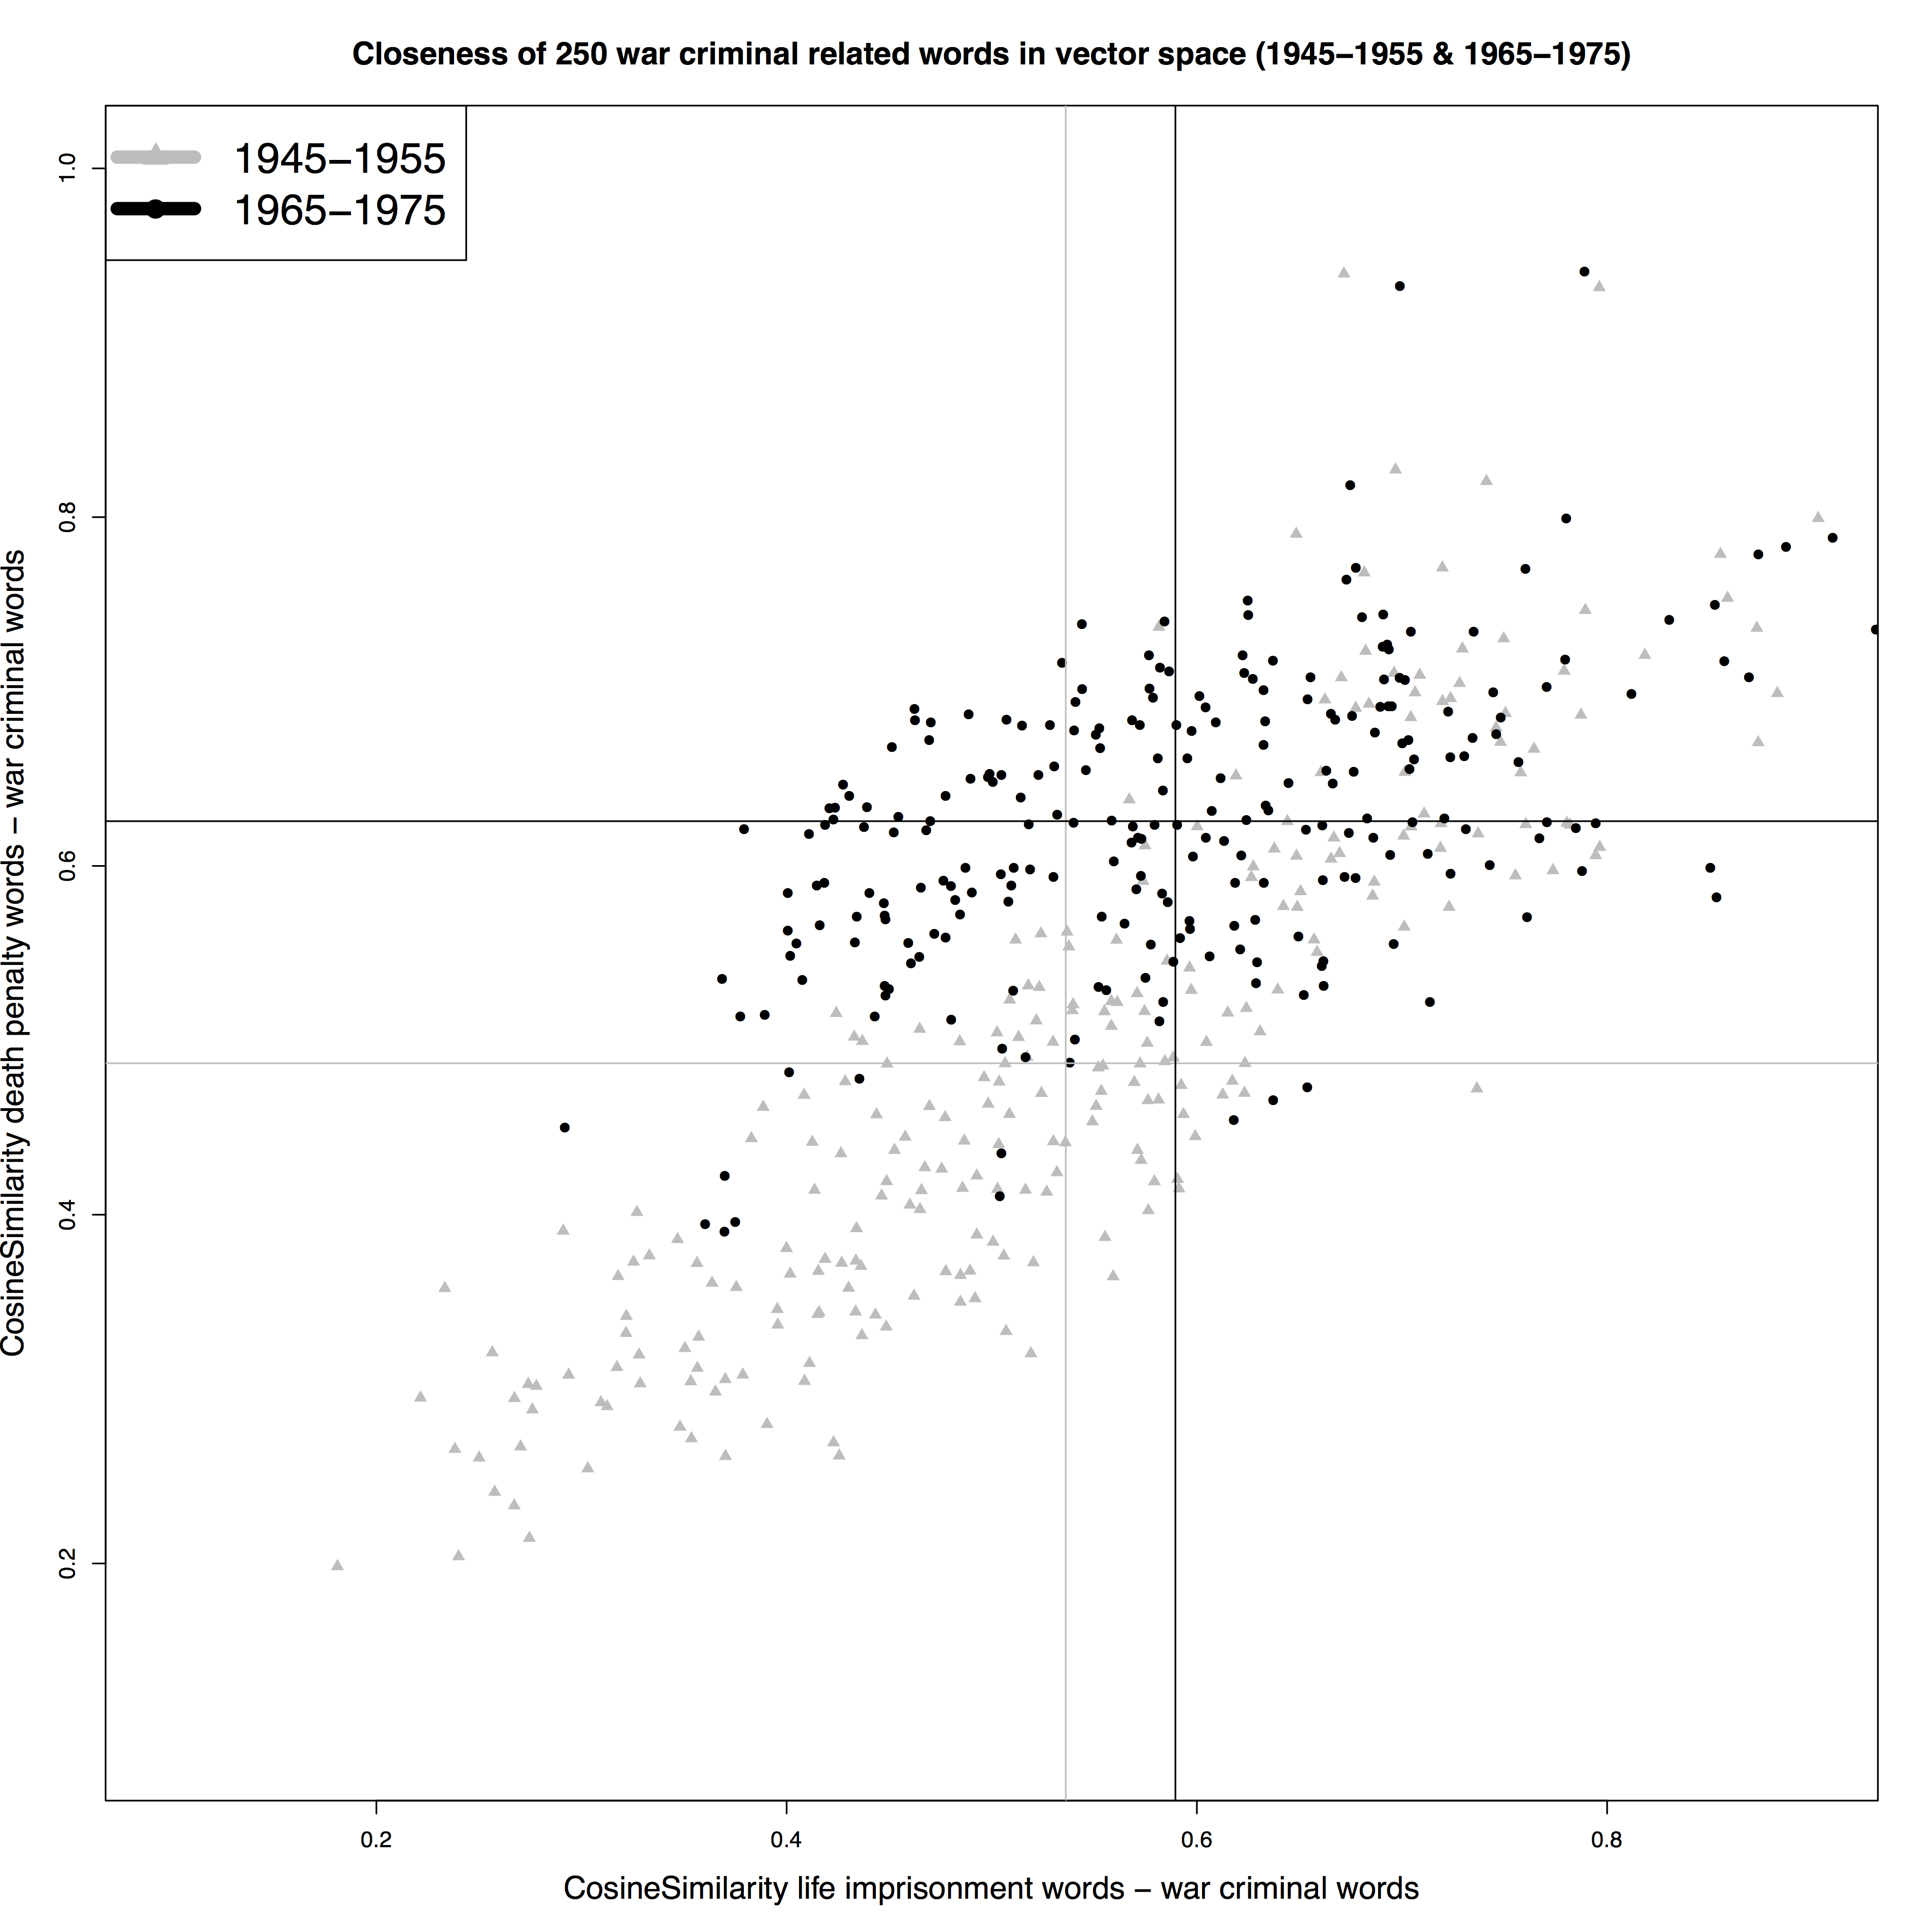 Closeness of 250 war criminal related words in vector space (1945–1955 & 1965–1975)
1945–1955
1965–1975
1.0
0.8
0.6
0.4
0.2
CosineSimilarity death penalty words – war criminal words
0.2 0.4 0.6 0.8
CosineSimilarity life imprisonment words – war criminal words